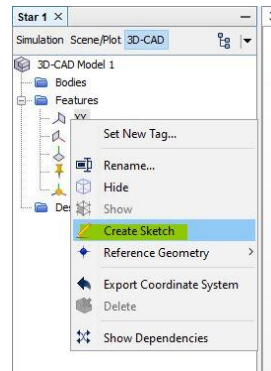 Star 1 ×
Simulation Scene/Plot 3D-CAD
3D-CAD Model 1
Bodies
Features
XY
Set New Tag...
Rename...
Hide
Show
Create Sketch
Reference Geometry >
Export Coordinate System
Delete
Show Dependencies